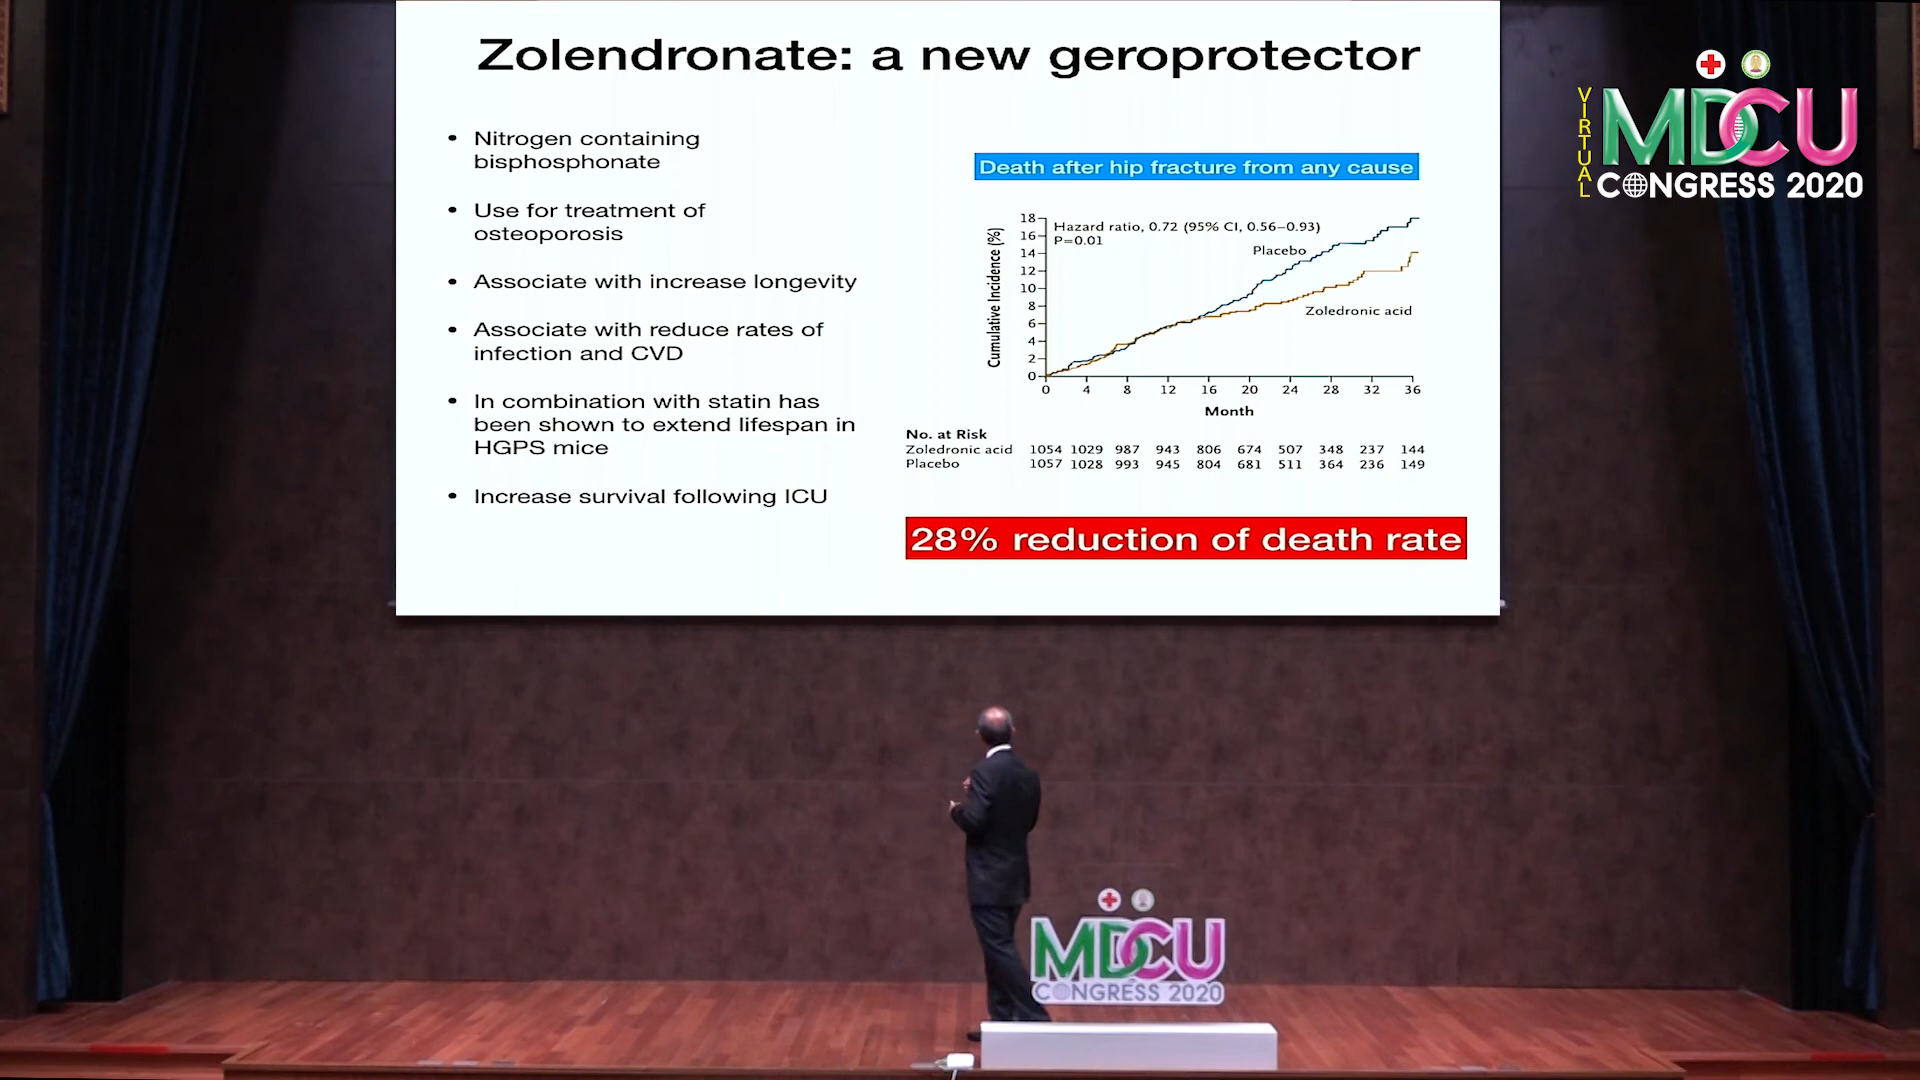 Zolendronate: a new geroprotector
• Nitrogen containing
bisphosphonate
• Use for treatment of
osteoporosis
• Associate with increase longevity
• Associate with reduce rates of
infection and CVD
• In combination with statin has
been shown to extend lifespan in
HGPS mice
• Increase survival following ICU
Death after hip fracture from any cause
Hazard ratio, 0.72 (95% CI, 0.56–0.93)
P=0.01
Placebo
Zoledronic acid
Cumulative Incidence (%)
18
16
14
12
10
8
6
4
2
0
0 4 8 12 16 20 24 28 32 36
Month
No. at Risk
Zoledronic acid 1054 1029 987 943 806 674 507 348 237 144
Placebo 1057 1028 993 945 804 681 511 364 236 149
28% reduction of death rate
VIRTUAL
MDCU
CONGRESS 2020
MDCU
CONGRESS 2020